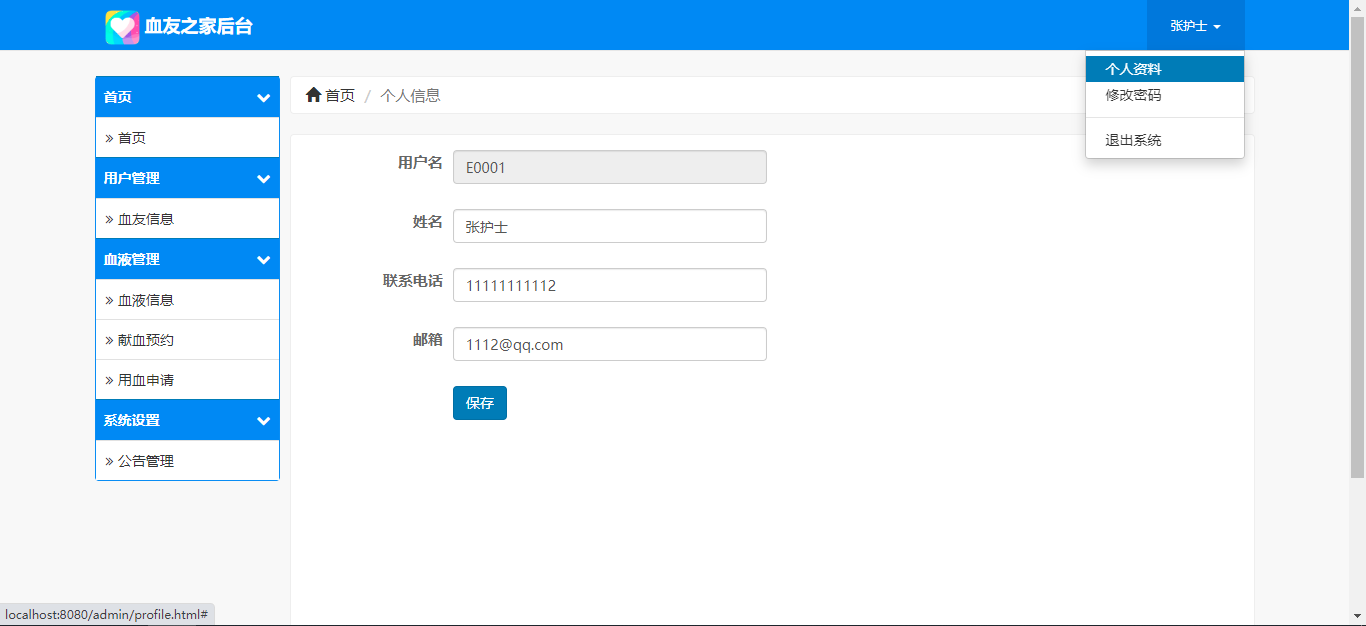 血友之家后台
张护士
个人资料
修改密码
退出系统
首页
» 首页
用户管理
» 血友信息
血液管理
» 血液信息
» 献血预约
» 用血申请
系统设置
» 公告管理
首页 / 个人信息
用户名 E0001
姓名 张护士
联系电话 11111111112
邮箱 1112@qq.com
保存
localhost:8080/admin/profile.html#